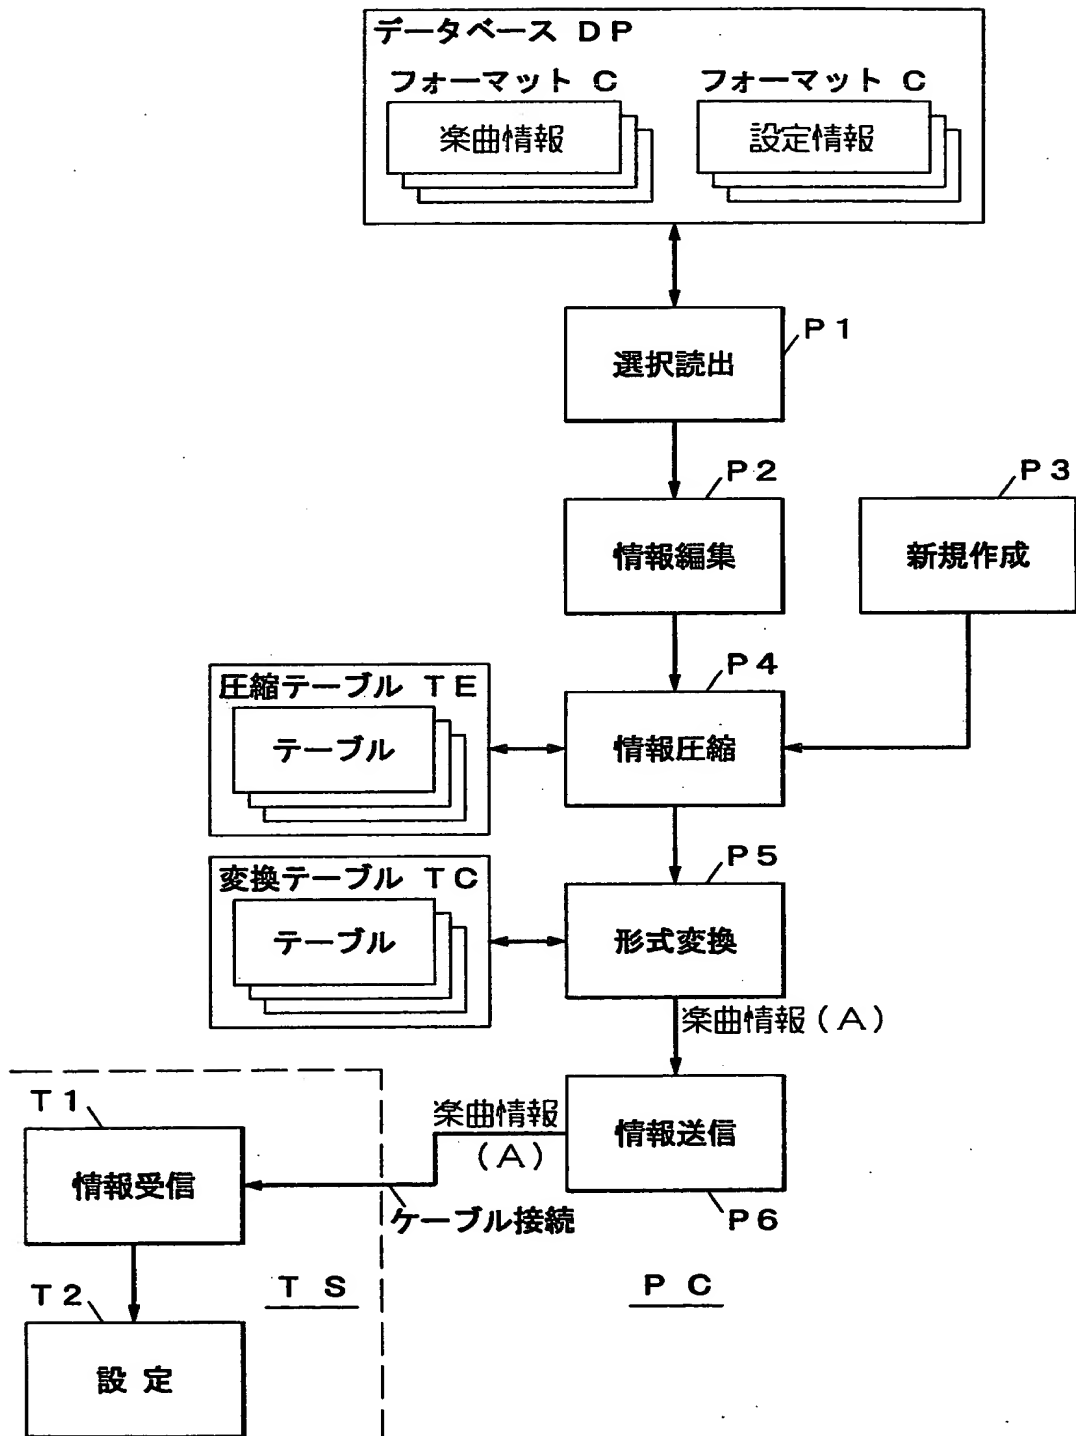 データベース DP
フォーマット C
フォーマット C
楽曲情報
設定情報
P1
選択読出
P2
P3
情報編集
新規作成
P4
圧縮テーブル TE
テーブル
情報圧縮
P5
変換テーブル TC
テーブル
形式変換
楽曲情報(A)
T1
楽曲情報
(A)
情報送信
情報受信
ケーブル接続
P6
TS
PC
T2
設定